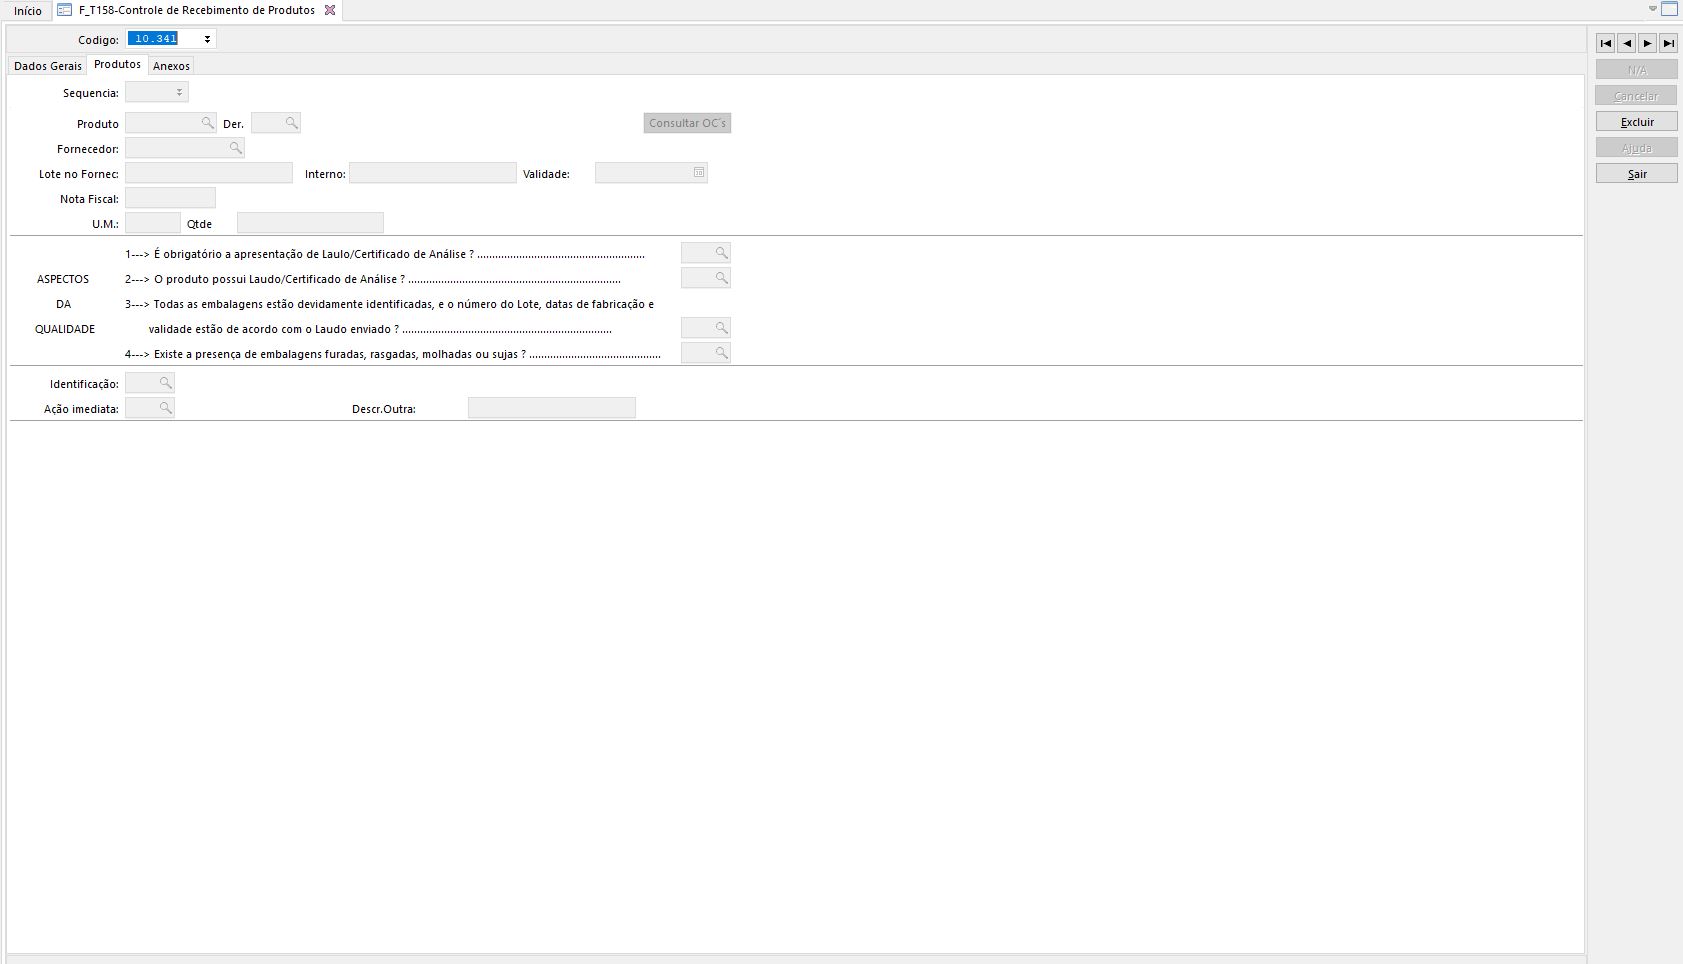 Início F_T158-Controle de Recebimento de Produtos
Codigo: 10.341
Dados Gerais Produtos Anexos
N/A
Cancelar
Excluir
Ajuda
Sair
Sequencia:
Produto Der. Consultar OC´s
Fornecedor:
Lote no Fornec: Interno: Validade:
Nota Fiscal:
U.M.: Qtde
1---> É obrigatório a apresentação de Laulo/Certificado de Análise ? ........................................................
ASPECTOS 2---> O produto possui Laudo/Certificado de Análise ? .......................................................................
DA 3---> Todas as embalagens estão devidamente identificadas, e o número do Lote, datas de fabricação e
QUALIDADE validade estão de acordo com o Laudo enviado ? ......................................................................
4---> Existe a presença de embalagens furadas, rasgadas, molhadas ou sujas ? ............................................
Identificação:
Ação imediata: Descr.Outra: